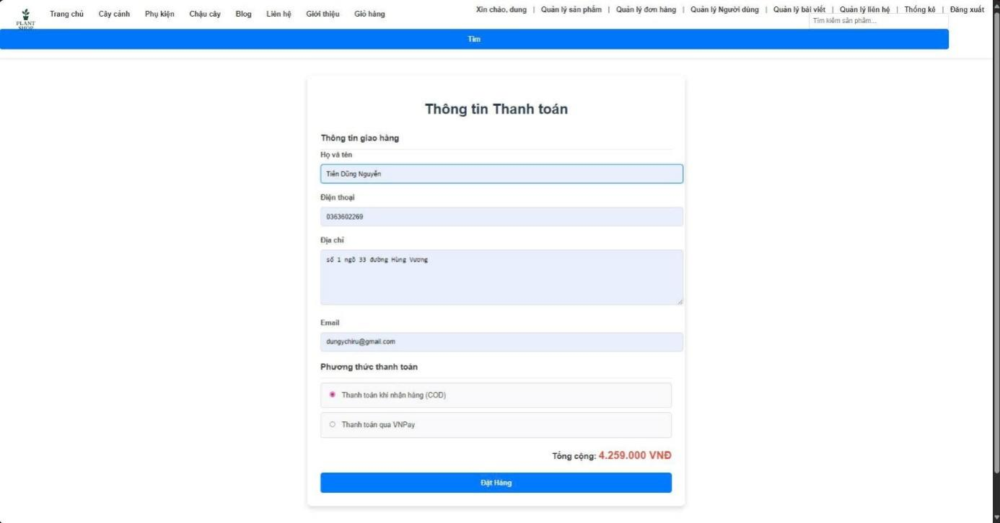 PLANT
SHOP
Trang chủ Cây cảnh Phụ kiện Chậu cây Blog Liên hệ Giới thiệu Giỏ hàng
Xin chào, dung | Quản lý sản phẩm | Quản lý đơn hàng | Quản lý Người dùng | Quản lý bài viết | Quản lý liên hệ | Thống kê | Đăng xuất
Tìm kiếm sản phẩm...
Tìm
Thông tin Thanh toán
Thông tin giao hàng
Họ và tên
Tiến Dũng Nguyễn
Điện thoại
0363602269
Địa chỉ
số 1 ngõ 33 đường Hùng Vương
Email
dungychiru@gmail.com
Phương thức thanh toán
Thanh toán khi nhận hàng (COD)
Thanh toán qua VNPay
Tổng cộng: 4.259.000 VNĐ
Đặt Hàng